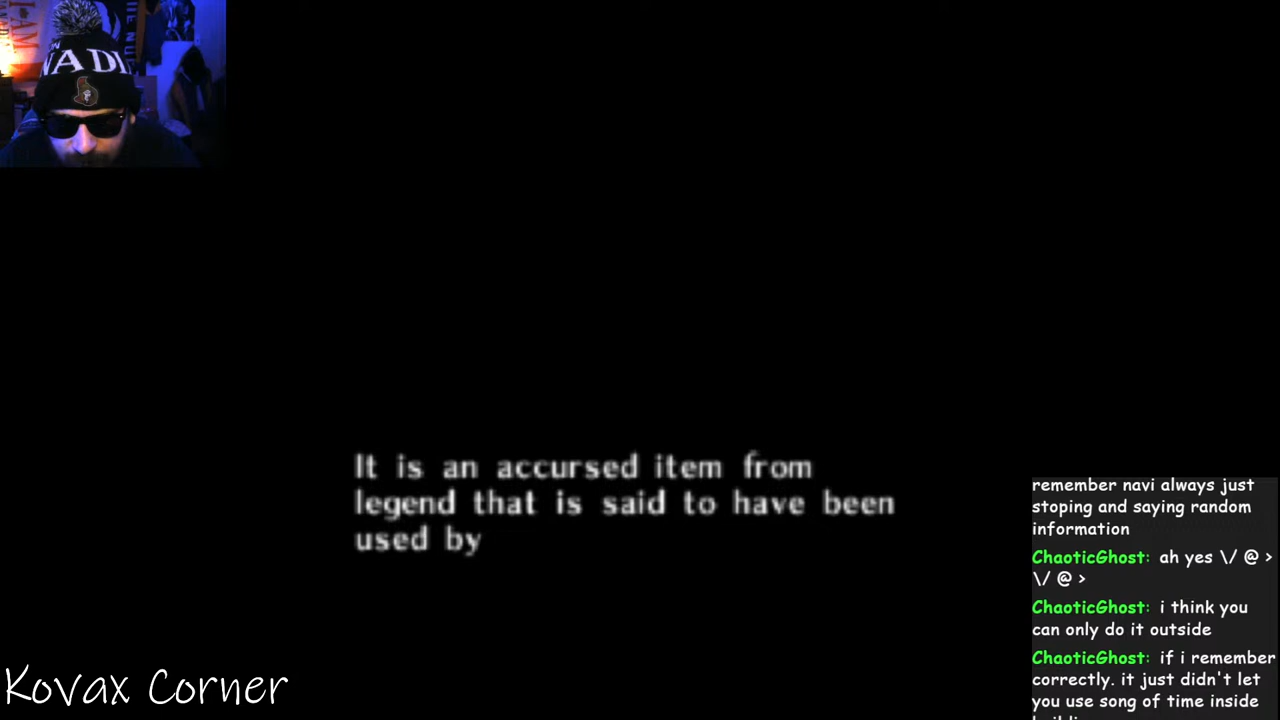 NADI
It is an accursed item from
legend that is said to have been
used by
remember navi always just
stoping and saying random
information
ChaoticGhost: ah yes \/ @ >
\/ @ >
ChaoticGhost: i think you
can only do it outside
ChaoticGhost: if i remember
correctly. it just didn't let
you use song of time inside
Kovax Corner